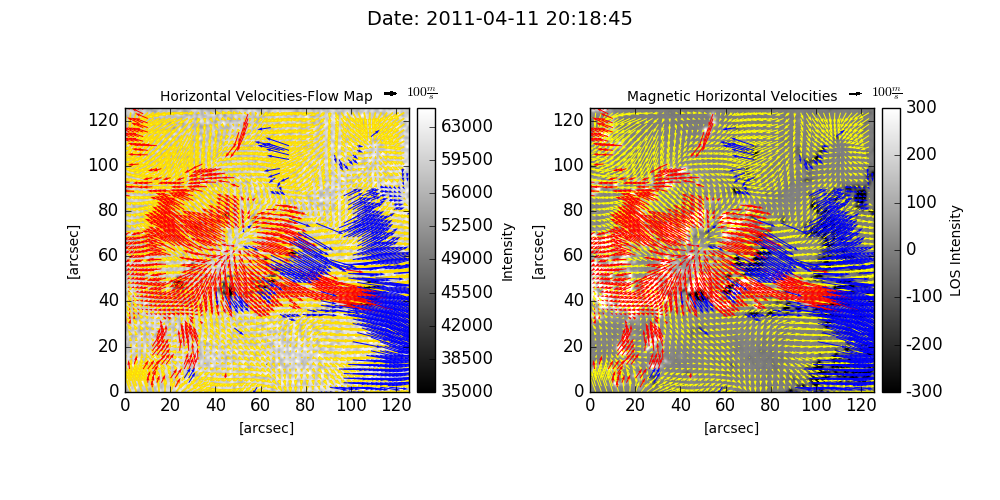 Date: 2011-04-11 20:18:45
Horizontal Velocities-Flow Map
100 m/s
120
100
80
60
40
20
0
0 20 40 60 80 100 120
[arcsec]
[arcsec]
63000
59500
56000
52500
49000
45500
42000
38500
35000
Intensity
Magnetic Horizontal Velocities
100 m/s
120
100
80
60
40
20
0
0 20 40 60 80 100 120
[arcsec]
[arcsec]
300
200
100
0
-100
-200
-300
LOS Intensity